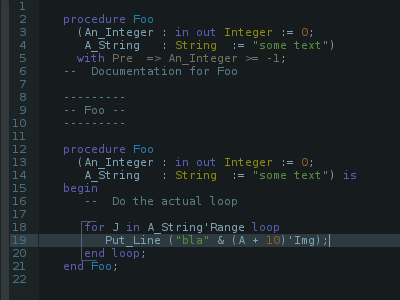 1
2 procedure Foo
3 (An_Integer : in out Integer := 0;
4 A_String : String := "some text")
5 with Pre => An_Integer >= -1;
6 -- Documentation for Foo
7
8 ---------
9 -- Foo --
10 ---------
11
12 procedure Foo
13 (An_Integer : in out Integer := 0;
14 A_String : String := "some text") is
15 begin
16 -- Do the actual loop
17
18 for J in A_String'Range loop
19 Put_Line ("bla" & (A + 10)'Img);
20 end loop;
21 end Foo;
22